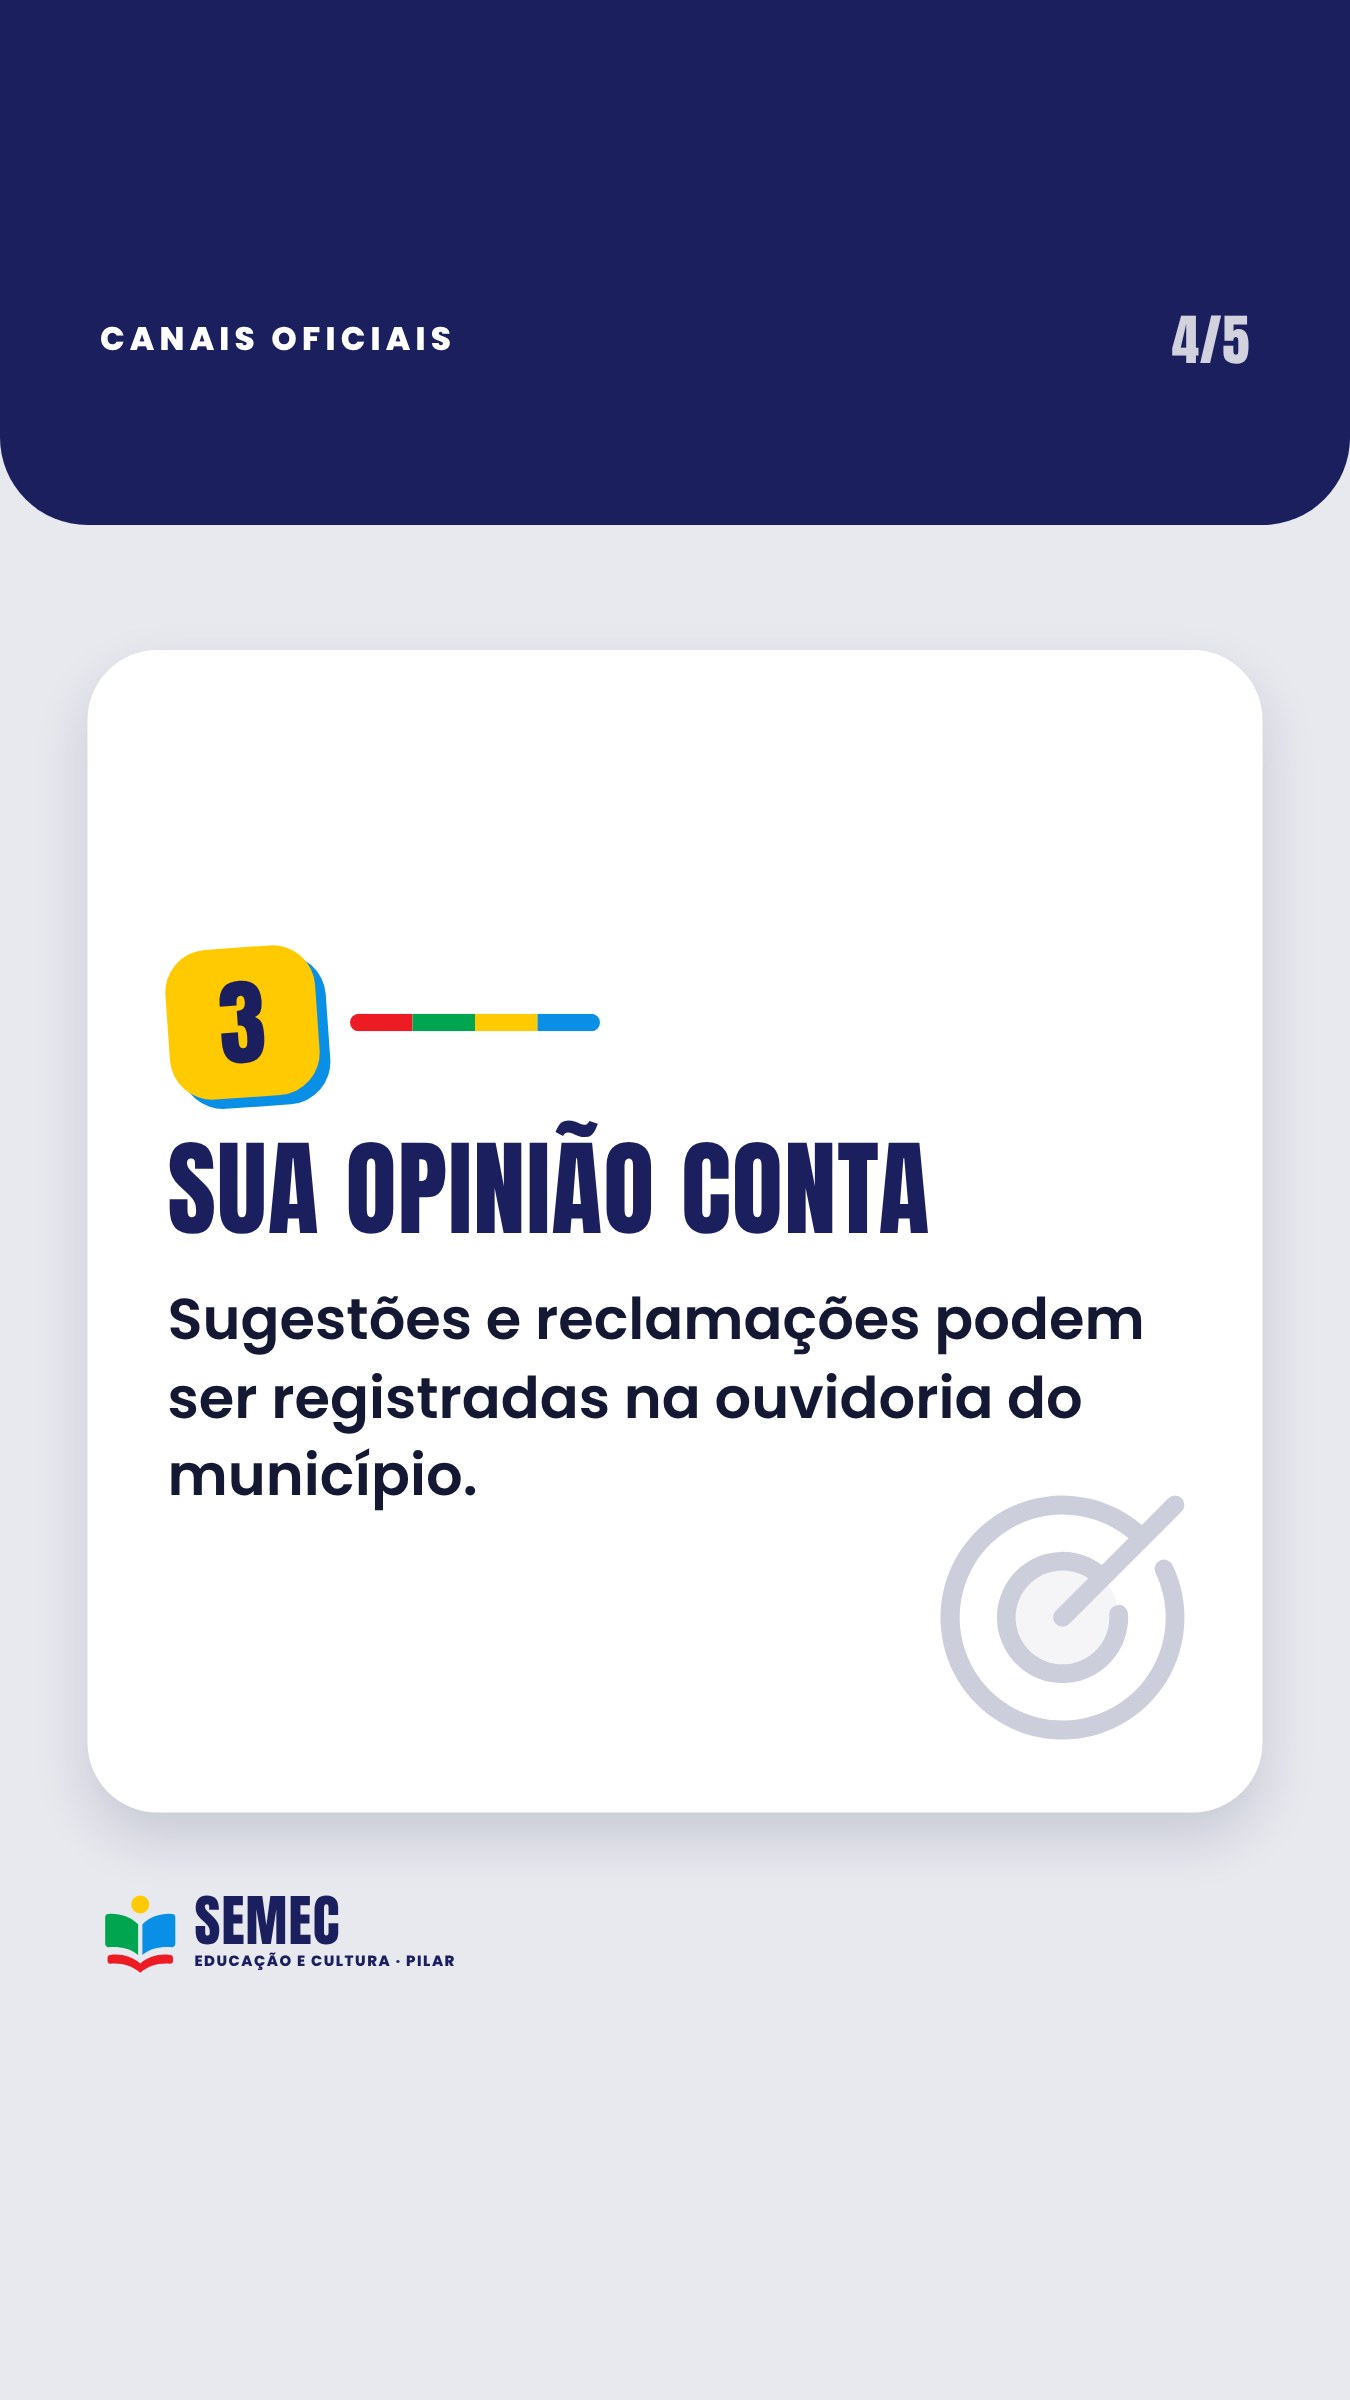 CANAIS OFICIAIS
4/5
3
SUA OPINIÃO CONTA
Sugestões e reclamações podem
ser registradas na ouvidoria do
município.
SEMEC
EDUCAÇÃO E CULTURA · PILAR